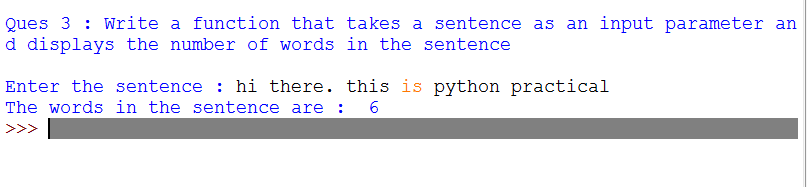 Ques 3 : Write a function that takes a sentence as an input parameter an
d displays the number of words in the sentence
Enter the sentence : hi there. this is python practical
The words in the sentence are :  6
>>>